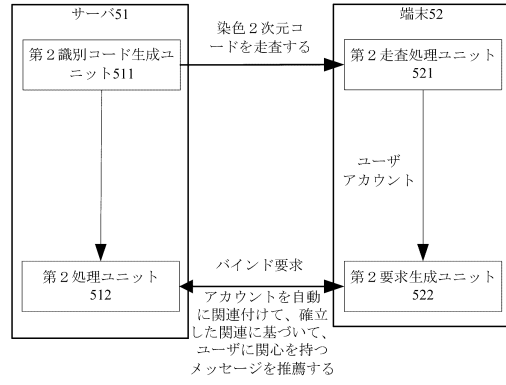 サーバ51
第２識別コード生成ユ
ニット511
第２処理ユニット
512
染色２次元コ
ードを走査する
バインド要求
アカウントを自動
に関連付けて、確立
した関連に基づいて、
ユーザに関心を持つ
メッセージを推薦する
端末52
第２走査処理ユニット
521
ユーザ
アカウント
第２要求生成ユニット
522